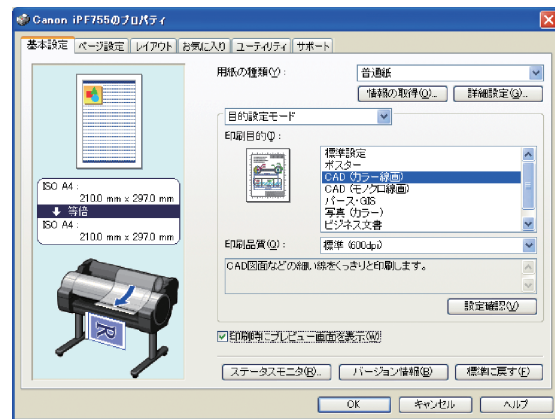 Canon iPF755のプロパティ
基本設定 ページ設定 レイアウト お気に入り ユーティリティ サポート
用紙の種類(Y):
普通紙
情報の取得(Q)... 詳細設定(G)...
目的設定モード
印刷目的(I):
標準設定
ポスター
CAD (カラー線画)
CAD (モノクロ線画)
パース・GIS
写真 (カラー)
ビジネス文書
ISO A4 :
210.0 mm x 297.0 mm
等倍
ISO A4 :
210.0 mm x 297.0 mm
印刷品質(Q):
標準 (600dpi)
CAD図面などの細い線をくっきりと印刷します。
設定確認(V)
印刷時にプレビュー画面を表示(W)
ステータスモニタ(B)... バージョン情報(B) 標準に戻す(F)
OK キャンセル ヘルプ